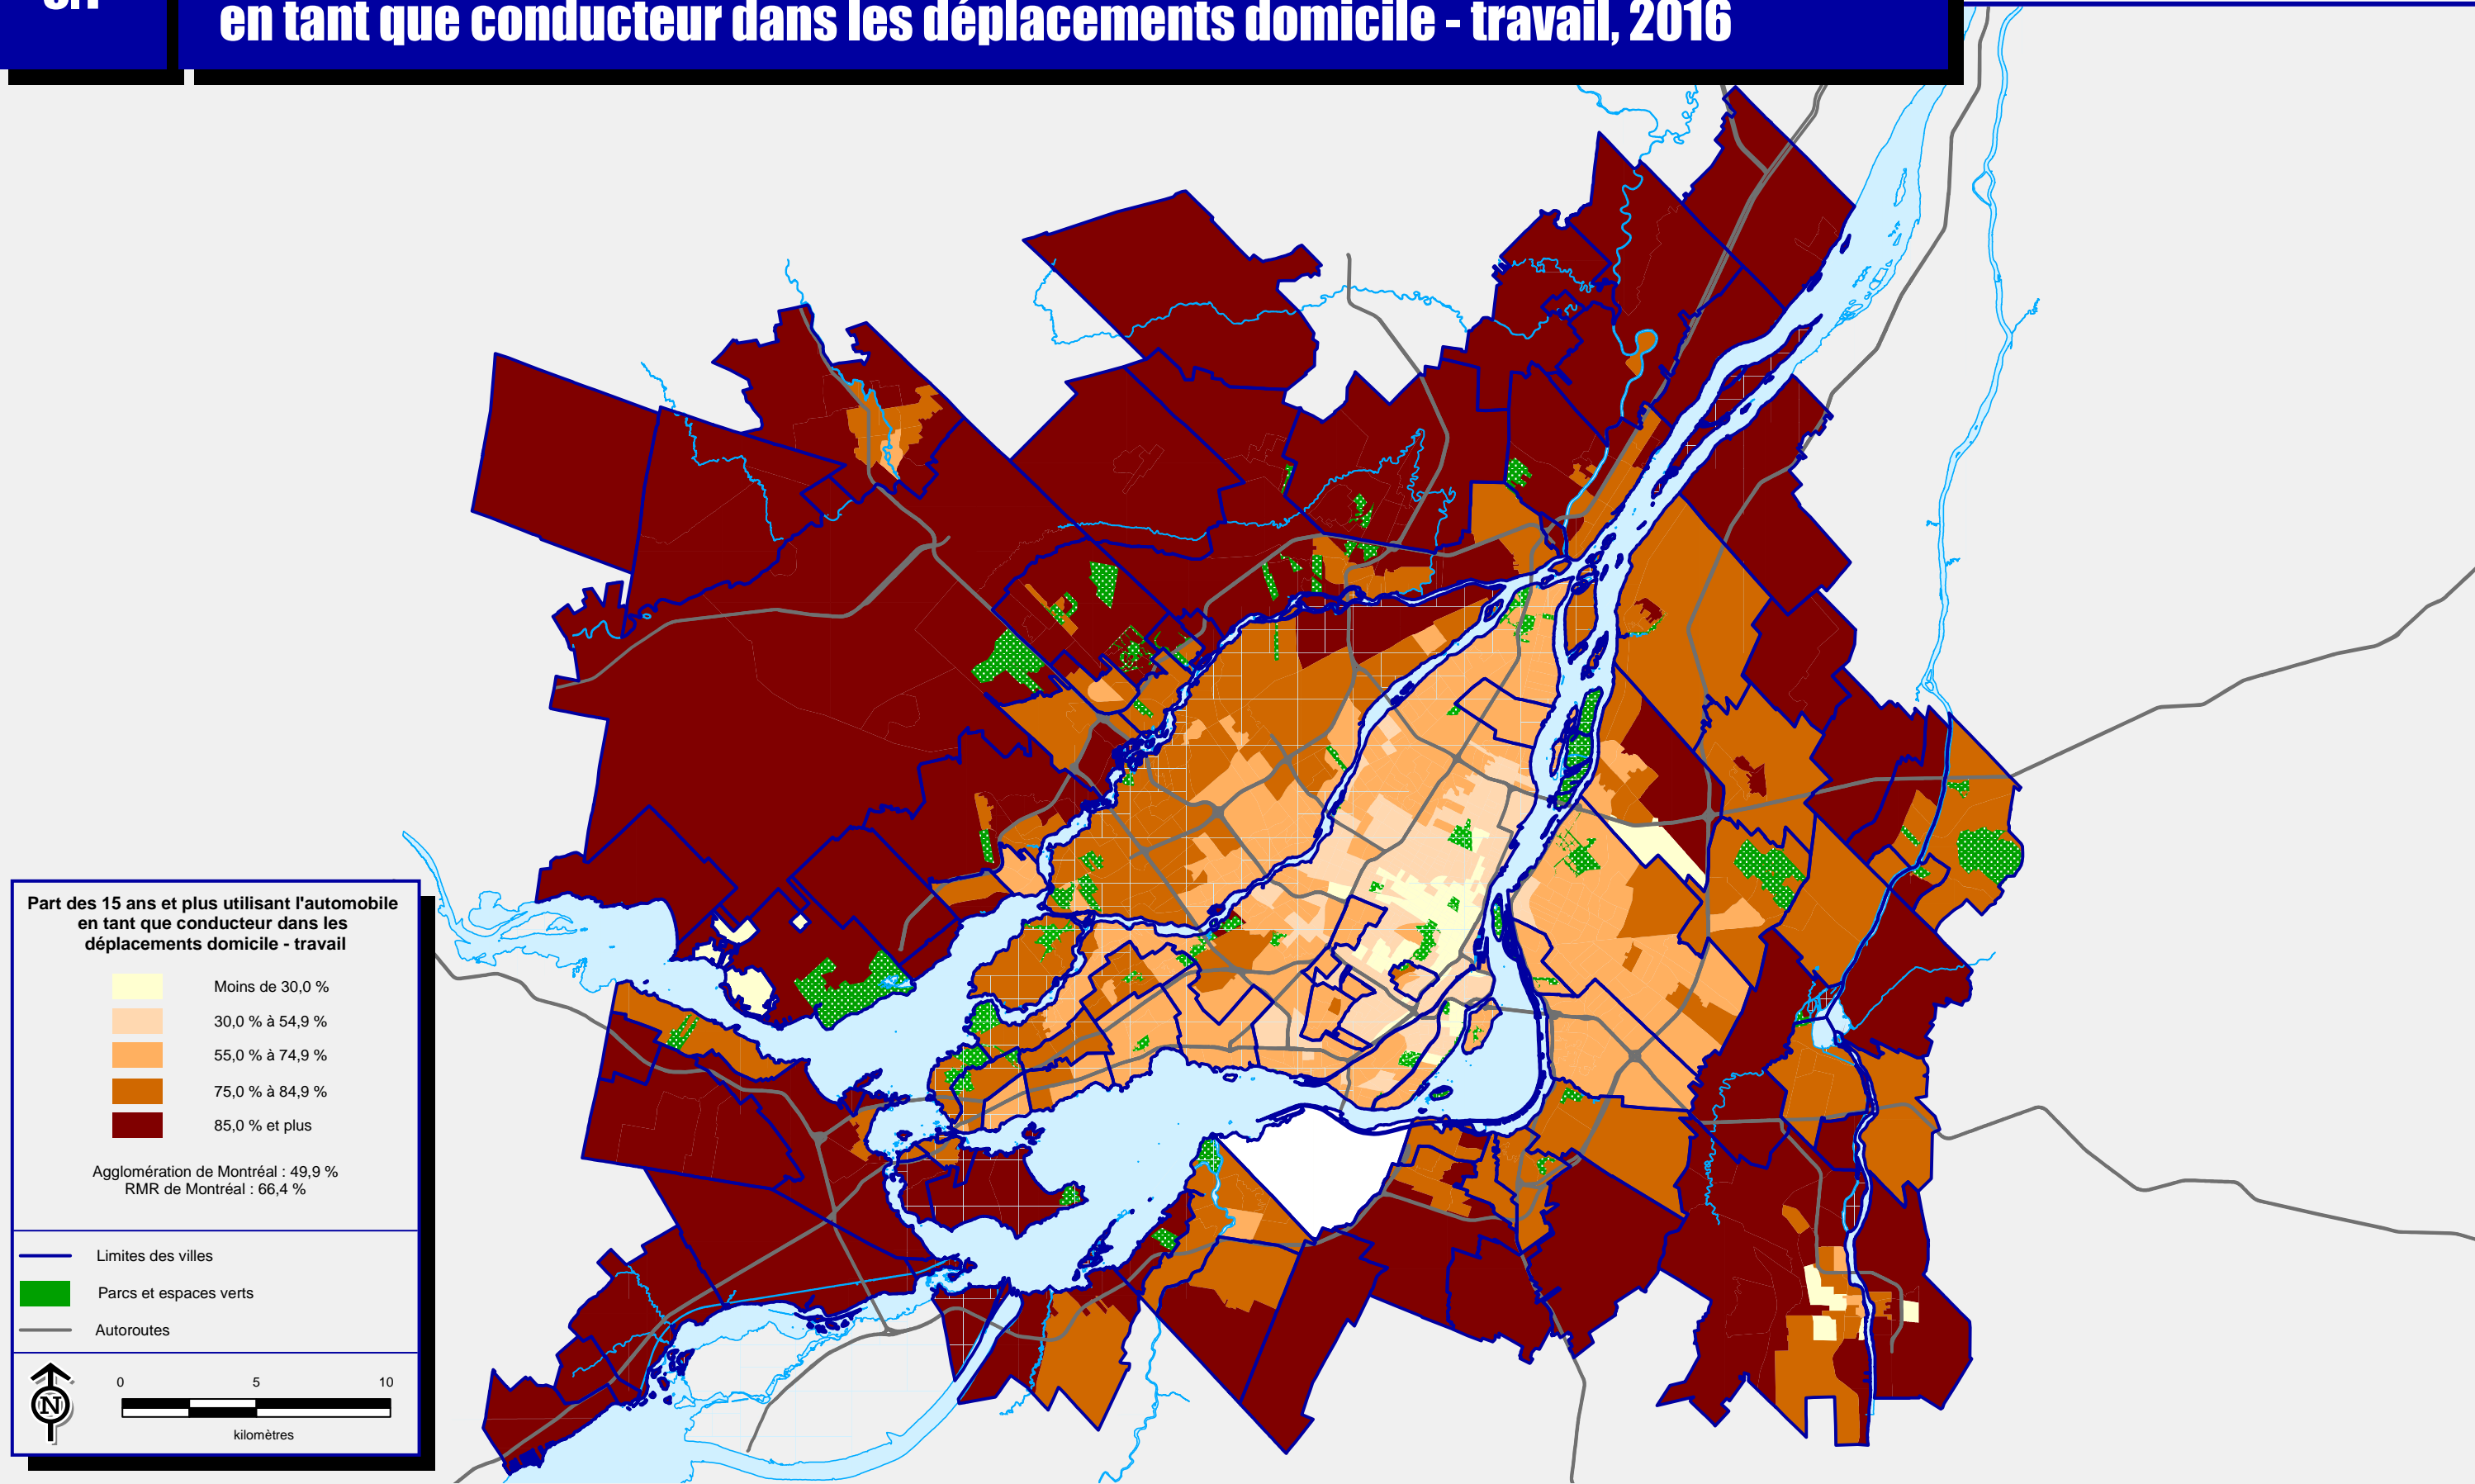 en tant que conducteur dans les déplacements domicile - travail, 2016
Part des 15 ans et plus utilisant l'automobile
en tant que conducteur dans les
déplacements domicile - travail
Moins de 30,0 %
30,0 % à 54,9 %
55,0 % à 74,9 %
75,0 % à 84,9 %
85,0 % et plus
Agglomération de Montréal : 49,9 %
RMR de Montréal : 66,4 %
Limites des villes
Parcs et espaces verts
Autoroutes
N
0 5 10
kilomètres